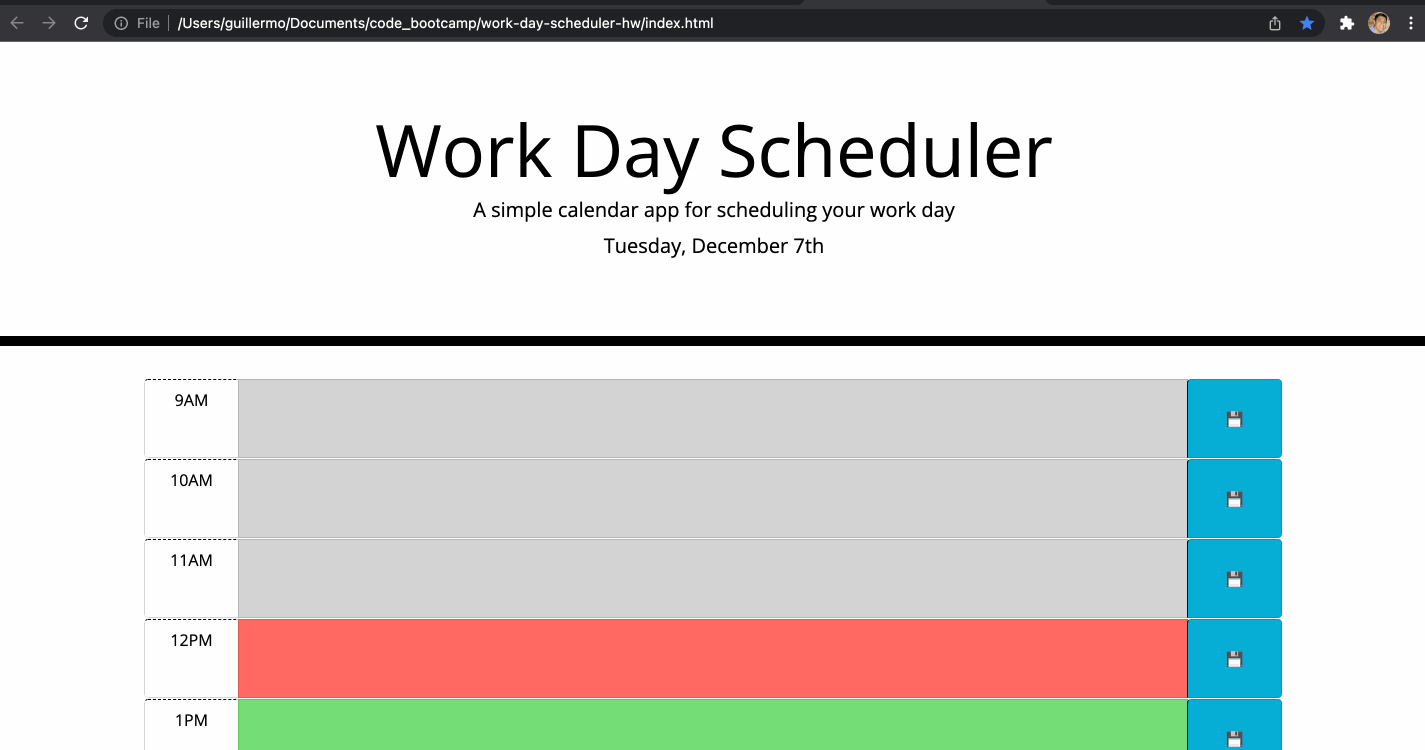 File /Users/guillermo/Documents/code_bootcamp/work-day-scheduler-hw/index.html
Work Day Scheduler
A simple calendar app for scheduling your work day
Tuesday, December 7th
9AM
10AM
11AM
12PM
1PM